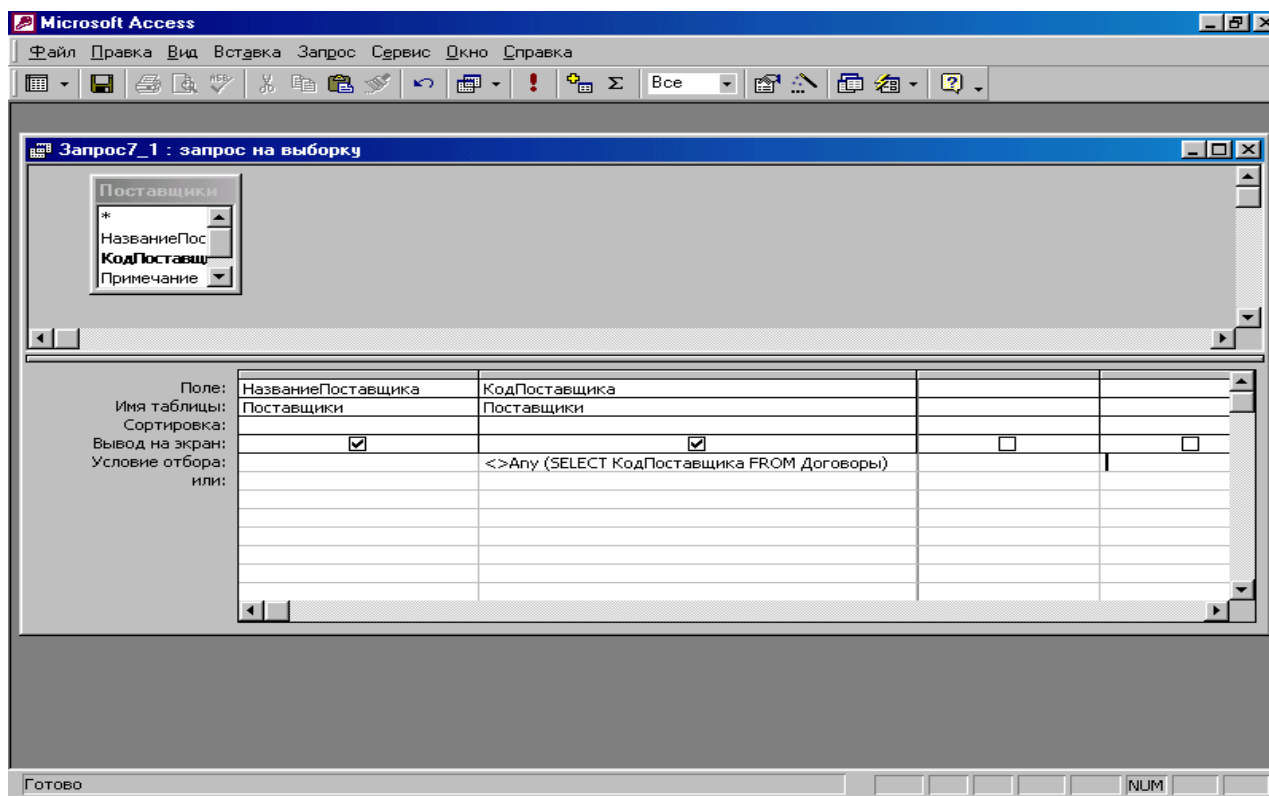 Microsoft Access
Файл Правка Вид Вставка Запрос Сервис Окно Справка
Все
Запрос7_1 : запрос на выборку
Поставщики
*
НазваниеПос
КодПоставщ
Примечание
Поле: НазваниеПоставщика КодПоставщика
Имя таблицы: Поставщики Поставщики
Сортировка:
Вывод на экран:
Условие отбора: <>Any (SELECT КодПоставщика FROM Договоры)
или:
Готово NUM